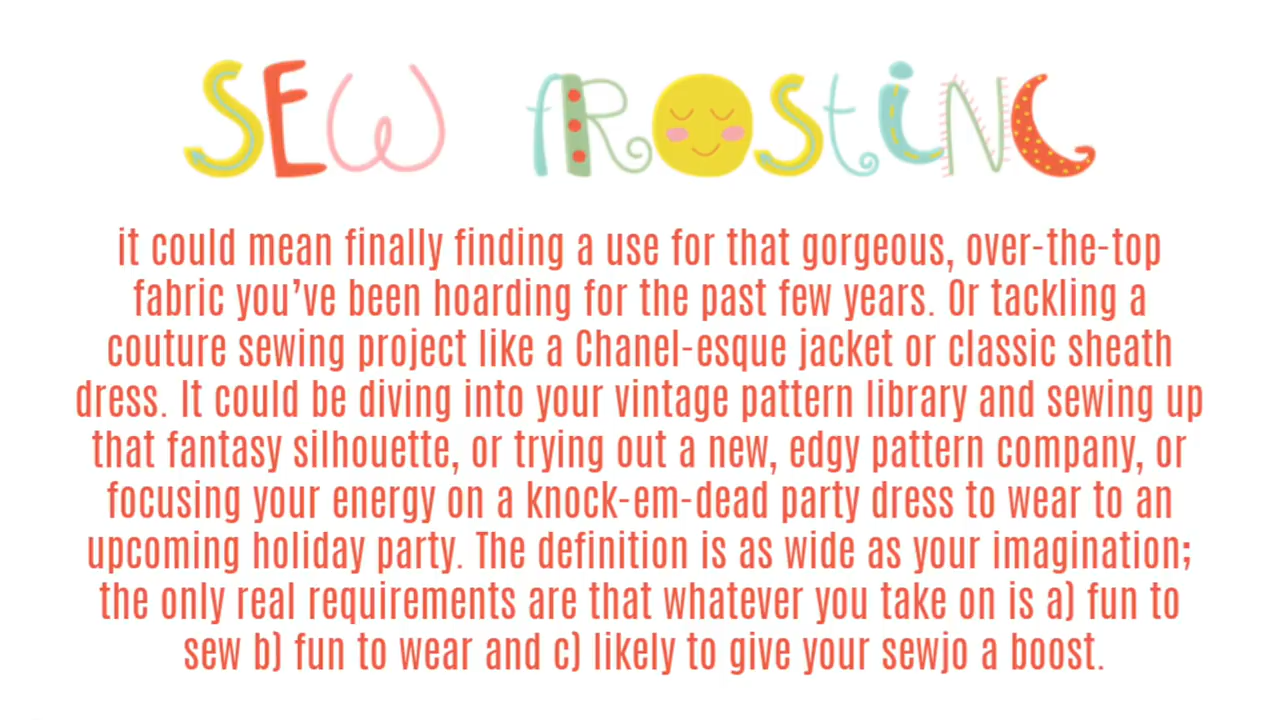 SEW fROStiNG
it could mean finally finding a use for that gorgeous, over-the-top
fabric you’ve been hoarding for the past few years. Or tackling a
couture sewing project like a Chanel-esque jacket or classic sheath
dress. It could be diving into your vintage pattern library and sewing up
that fantasy silhouette, or trying out a new, edgy pattern company, or
focusing your energy on a knock-em-dead party dress to wear to an
upcoming holiday party. The definition is as wide as your imagination;
the only real requirements are that whatever you take on is a) fun to
sew b) fun to wear and c) likely to give your sewjo a boost.